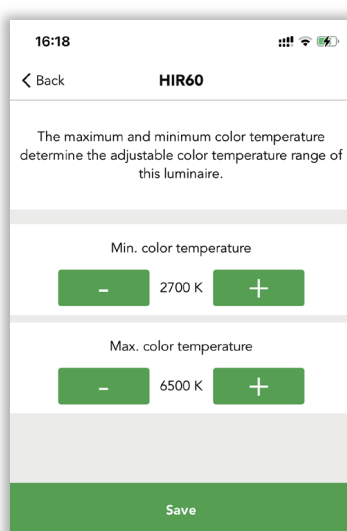 16:18
Back
HIR60
The maximum and minimum color temperature
determine the adjustable color temperature range of
this luminaire.
Min. color temperature
- 2700 K +
Max. color temperature
- 6500 K +
Save